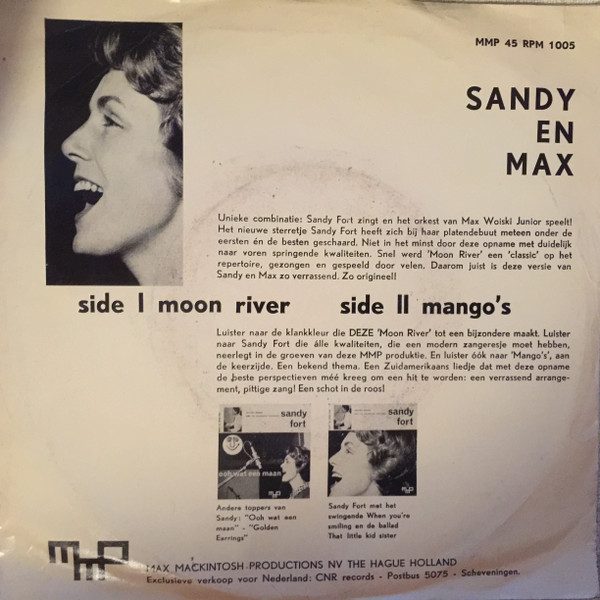 MMP 45 RPM 1005
SANDY
EN
MAX
Unieke combinatie: Sandy Fort zingt en het orkest van Max Woiski Junior speelt!
Het nieuwe sterretje Sandy Fort heeft zich bij haar platendebuut meteen onder de
eersten én de besten geschaard. Niet in het minst door deze opname met duidelijk
naar voren springende kwaliteiten. Snel werd 'Moon River' een 'classic' op het
repertoire, gezongen en gespeeld door velen. Daarom juist is deze versie van
Sandy en Max zo verrassend. Zo origineel!
side I moon river side II mango's
Luister naar de klankkleur die DEZE 'Moon River' tot een bijzondere maakt. Luister
naar Sandy Fort die álle kwaliteiten, die een modern zangeresje moet hebben,
neerlegt in de groeven van deze MMP produktie. En luister óók naar 'Mango's', aan
de keerzijde. Een bekend thema. Een Zuidamerikaans liedje dat met deze opname
de beste perspectieven méé kreeg om een hit te worden: een verrassend arrange-
ment, pittige zang! Een schot in de roos!
sandy
fort
ooh wat een maan
mmp
sandy
fort
mmp
Andere toppers van
Sandy: "Ooh wat een
maan" - "Golden
Earrings"
Sandy Fort met het
swingende When you're
smiling en de ballad
That little kid sister
mmp
MAX MACKINTOSH-PRODUCTIONS NV THE HAGUE HOLLAND
Exclusieve verkoop voor Nederland: CNR records - Postbus 5075 - Scheveningen.